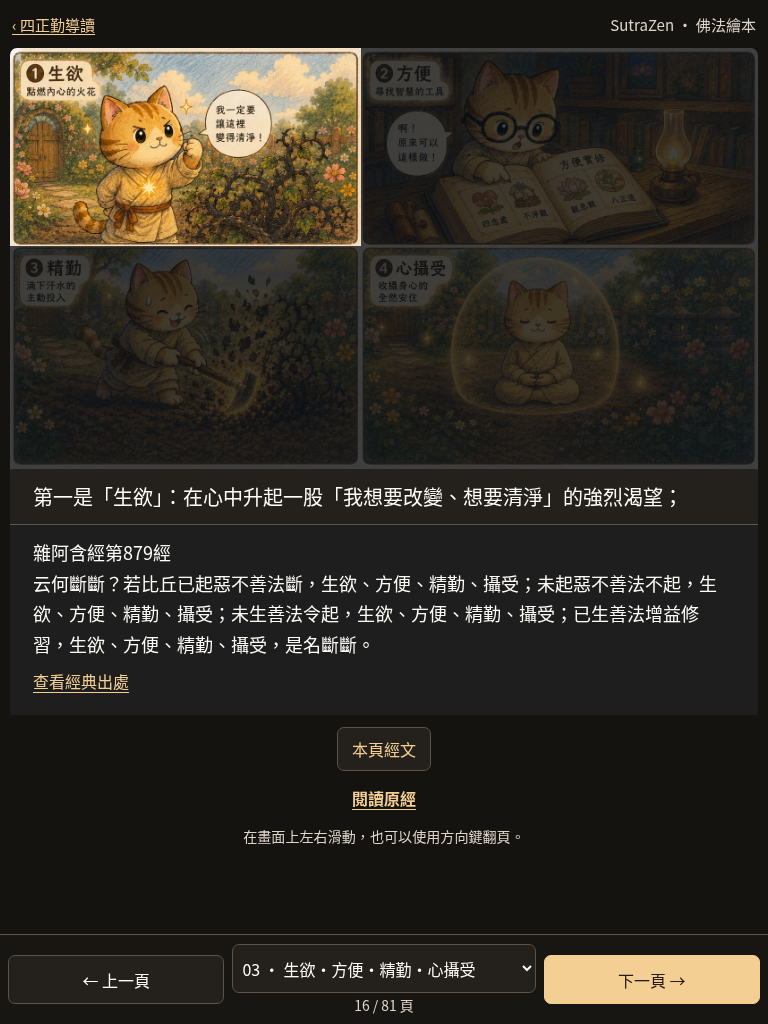 ‹ 四正勤導讀
SutraZen · 佛法繪本
1 生欲
點燃內心的火花
我一定要
讓這裡
變得清淨！
2 方便
尋找智慧的工具
啊！
原來可以
這樣做！
方便實修
四念處
不淨觀
慈悲觀
八正道
3 精勤
滴下汗水的
主動投入
4 心攝受
收攝身心的
全然安住
第一是「生欲」：在心中升起一股「我想要改變、想要清淨」的強烈渴望；
雜阿含經第879經
云何斷斷？若比丘已起惡不善法斷，生欲、方便、精勤、攝受；未起惡不善法不起，生
欲、方便、精勤、攝受；未生善法令起，生欲、方便、精勤、攝受；已生善法增益修
習，生欲、方便、精勤、攝受，是名斷斷。
查看經典出處
本頁經文
閱讀原經
在畫面上左右滑動，也可以使用方向鍵翻頁。
← 上一頁
03 · 生欲·方便·精勤·心攝受
下一頁 →
16 / 81 頁